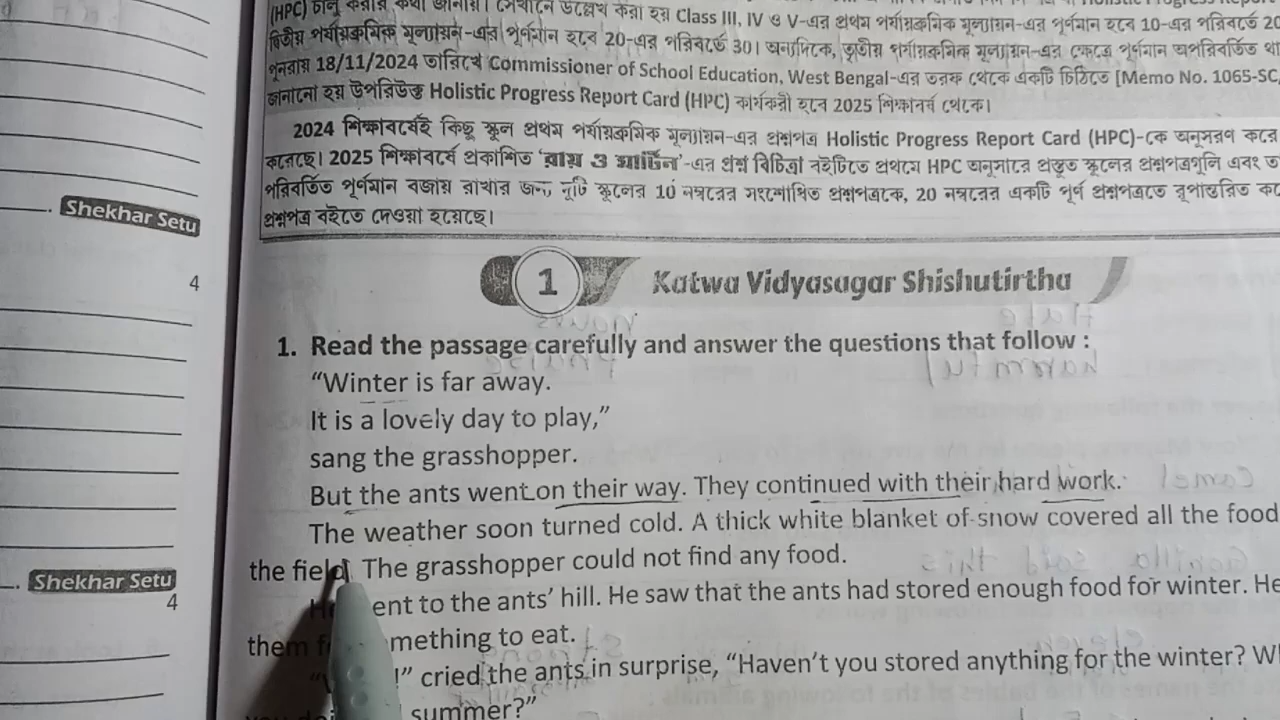 (HPC) চালু করার কথা জানায়। সেখানে উল্লেখ করা হয় Class III, IV ও V-এর প্রথম পর্যায়ক্রমিক মূল্যায়ন-এর পূর্ণমান হবে 10-এর পরিবর্তে 20
দ্বিতীয় পর্যায়ক্রমিক মূল্যায়ন-এর পূর্ণমান হবে 20-এর পরিবর্তে 30। অন্যদিকে, তৃতীয় পর্যায়ক্রমিক মূল্যায়ন-এর ক্ষেত্রে পূর্ণমান অপরিবর্তিত
পুনরায় 18/11/2024 তারিখে Commissioner of School Education, West Bengal-এর তরফ থেকে একটি চিঠিতে [Memo No. 1065-SC
জানানো হয় উপরিউক্ত Holistic Progress Report Card (HPC) কার্যকরী হবে 2025 শিক্ষাবর্ষ থেকে।
2024 শিক্ষাবর্ষেই কিছু স্কুল প্রথম পর্যায়ক্রমিক মূল্যায়ন-এর প্রশ্নপত্র Holistic Progress Report Card (HPC)-কে অনুসরণ করে
করেছে। 2025 শিক্ষাবর্ষে প্রকাশিত 'রায় ও মার্টিন'-এর প্রশ্ন বিচিত্রা বইটিতে প্রথমে HPC অনুসারে প্রস্তুত স্কুলের প্রশ্নপত্রগুলি এবং
পরিবর্তিত পূর্ণমান বজায় রাখার জন্য দুটি স্কুলের 10 নম্বরের সংশোধিত প্রশ্নপত্রকে, 20 নম্বরের একটি পূর্ণ প্রশ্নপত্রতে রূপান্তরিত
প্রশ্নপত্র বইতে দেওয়া হয়েছে।
Shekhar Setu
4
1 Katwa Vidyasagar Shishutirtha
1. Read the passage carefully and answer the questions that follow :
"Winter is far away.
It is a lovely day to play,"
sang the grasshopper.
But the ants went on their way. They continued with their hard work.
The weather soon turned cold. A thick white blanket of snow covered all the food
the field. The grasshopper could not find any food.
Shekhar Setu
4
ent to the ants' hill. He saw that the ants had stored enough food for winter. He
them mething to eat.
!" cried the ants in surprise, "Haven't you stored anything for the winter?
summer?"